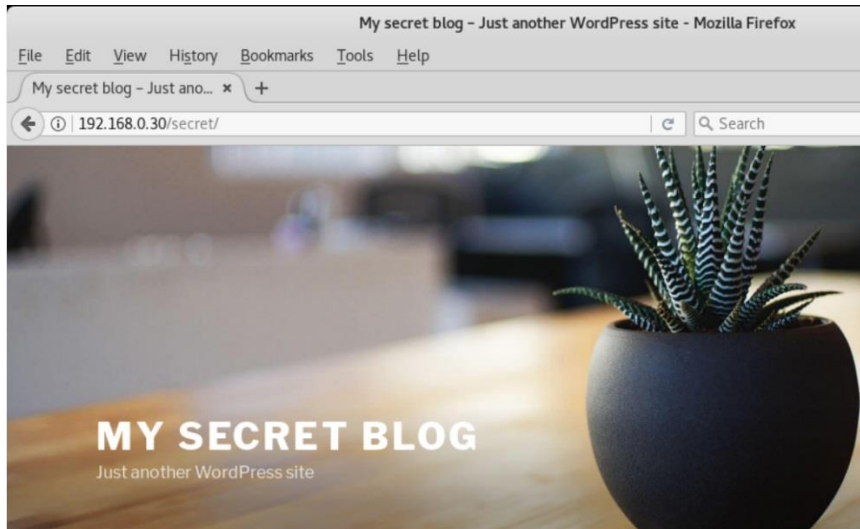 My secret blog – Just another WordPress site - Mozilla Firefox
File Edit View History Bookmarks Tools Help
My secret blog – Just ano... × +
192.168.0.30/secret/ Search
MY SECRET BLOG
Just another WordPress site